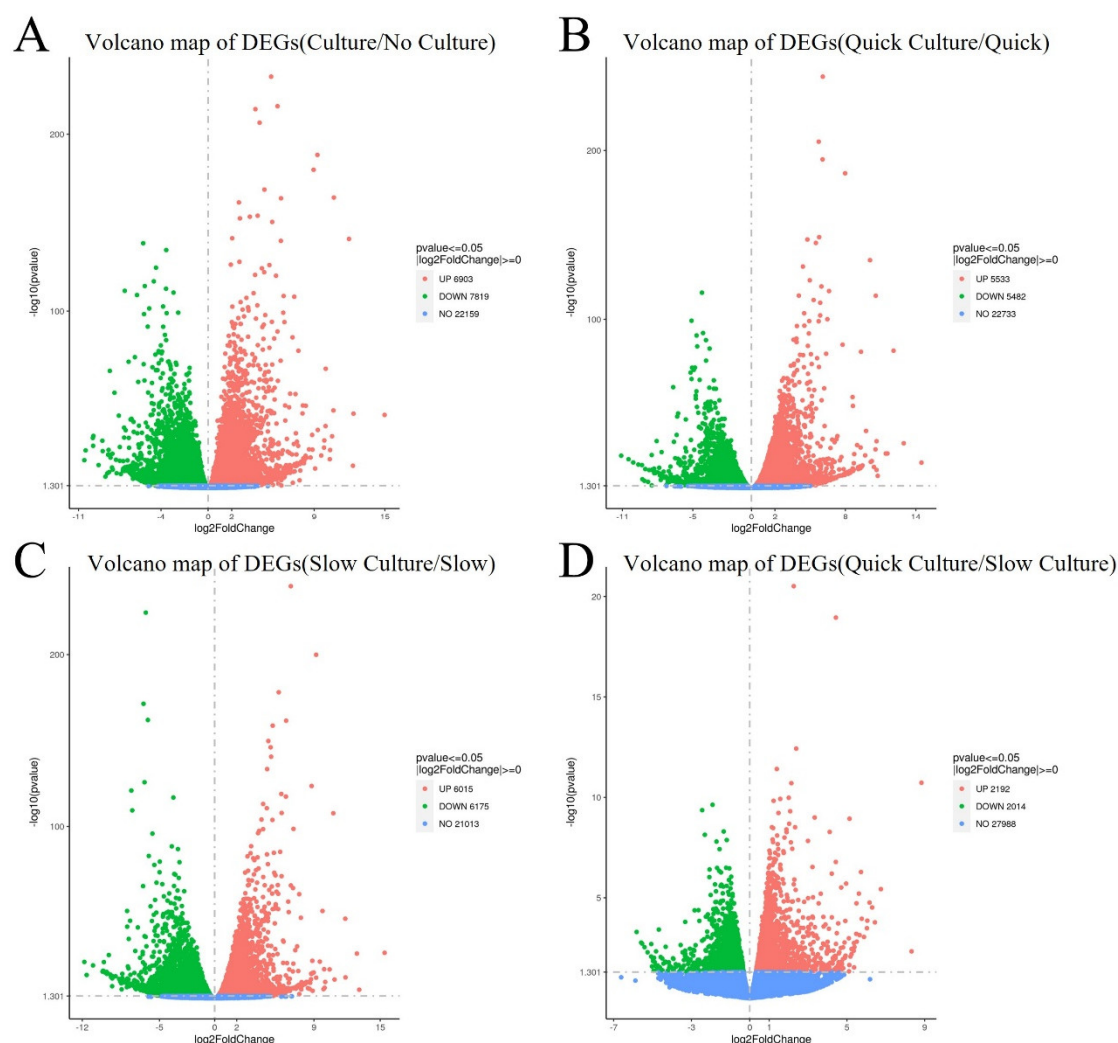 A
Volcano map of DEGs(Culture/No Culture)
-log10(pvalue)
200
100
1.301
-11
-4
0
2
9
15
log2FoldChange
pvalue<=0.05
|log2FoldChange|>=0
UP 6903
DOWN 7819
NO 22159
B
Volcano map of DEGs(Quick Culture/Quick)
-log10(pvalue)
200
100
1.301
-11
-5
0
2
8
14
log2FoldChange
pvalue<=0.05
|log2FoldChange|>=0
UP 5533
DOWN 5482
NO 22733
C
Volcano map of DEGs(Slow Culture/Slow)
-log10(pvalue)
200
100
1.301
-12
-5
0
2
9
15
log2FoldChange
pvalue<=0.05
|log2FoldChange|>=0
UP 6015
DOWN 6175
NO 21013
D
Volcano map of DEGs(Quick Culture/Slow Culture)
-log10(pvalue)
20
15
10
5
1.301
-7
0
1
5
9
log2FoldChange
pvalue<=0.05
|log2FoldChange|>=0
UP 2192
DOWN 2014
NO 27988